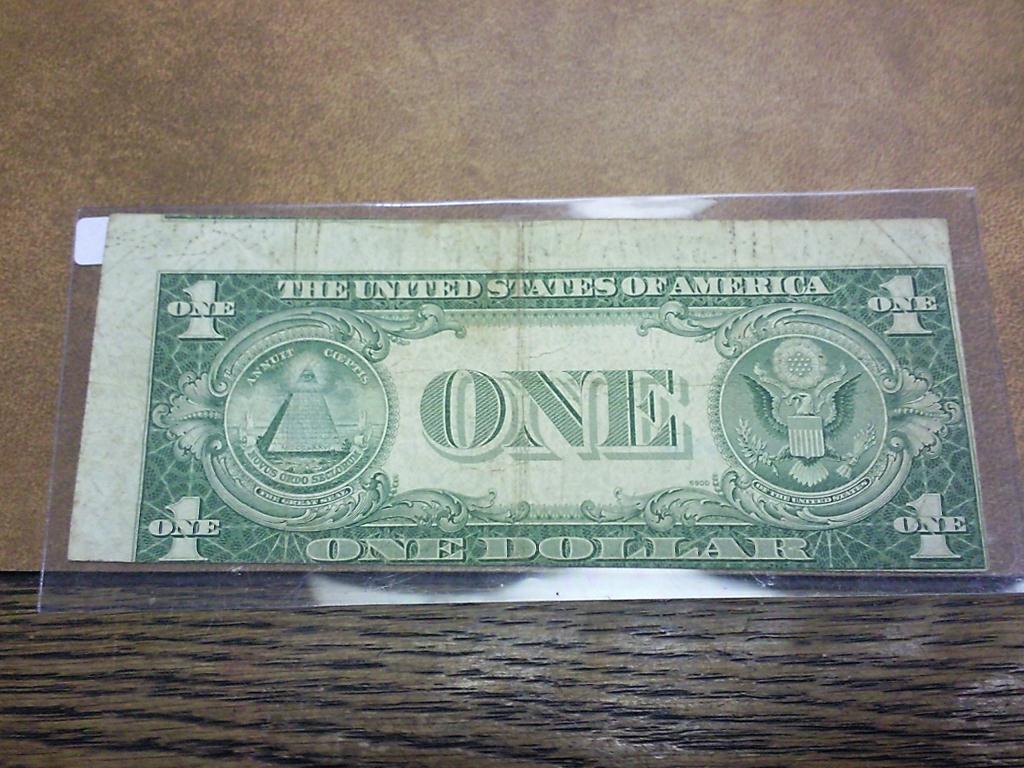 THE UNITED STATES OF AMERICA
1 ONE
1 ONE
ANNUIT CŒPTIS
ONE
NOVUS ORDO SECLORUM
THE GREAT SEAL
OF THE UNITED STATES
1 ONE
1 ONE
ONE DOLLAR